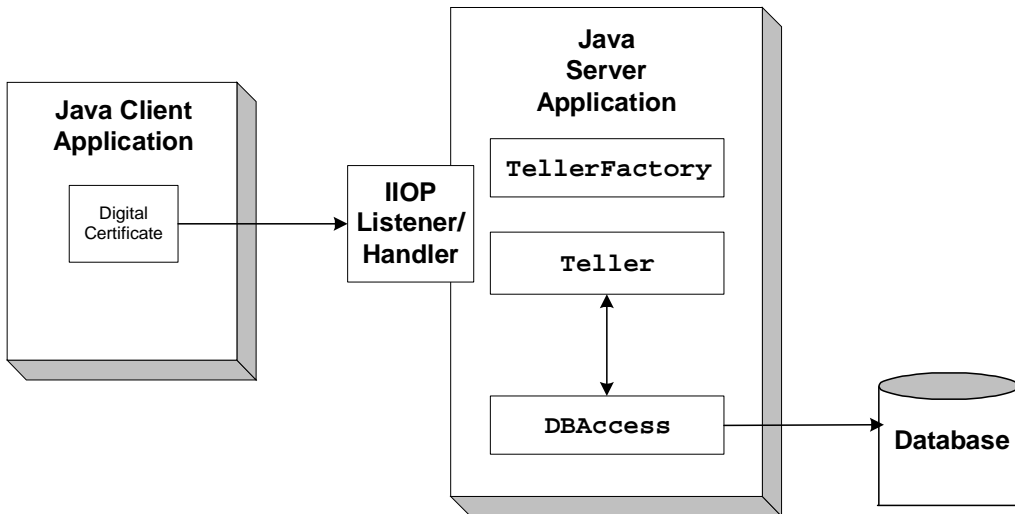 Java Client
Application
Digital
Certificate
IIOP
Listener/
Handler
Java
Server
Application
TellerFactory
Teller
DBAccess
Database